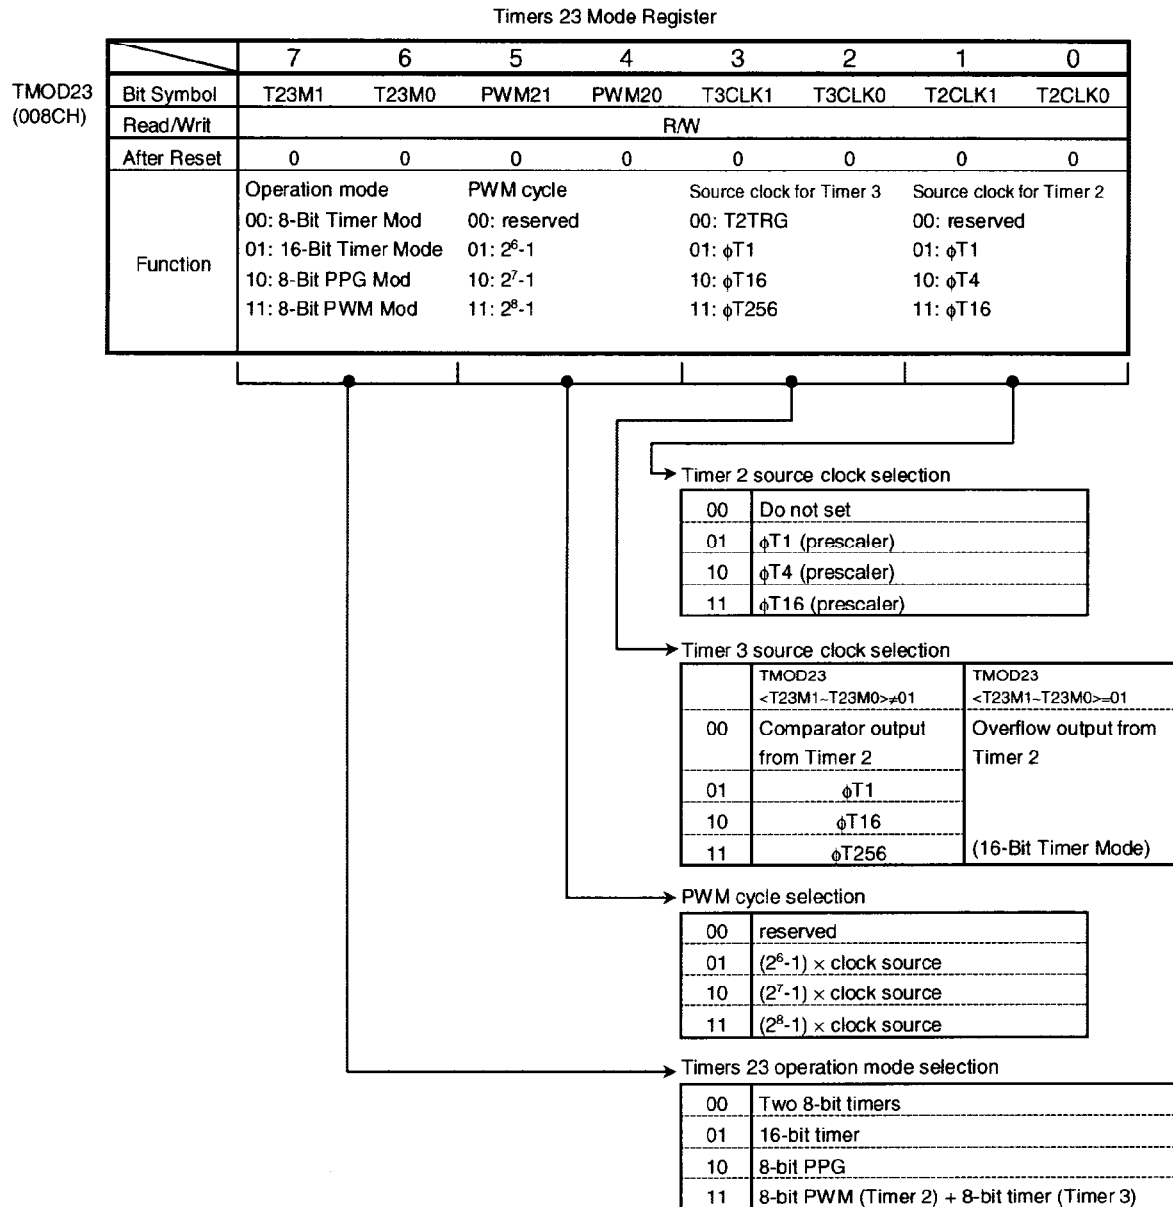 Timers 23 Mode Register
7 6 5 4 3 2 1 0
TMOD23
(008CH)
Bit Symbol T23M1 T23M0 PWM21 PWM20 T3CLK1 T3CLK0 T2CLK1 T2CLK0
Read/Writ R/W
After Reset 0 0 0 0 0 0 0 0
Function
Operation mode PWM cycle Source clock for Timer 3 Source clock for Timer 2
00: 8-Bit Timer Mod 00: reserved 00: T2TRG 00: reserved
01: 16-Bit Timer Mode 01: 2⁶-1 01: ϕT1 01: ϕT1
10: 8-Bit PPG Mod 10: 2⁷-1 10: ϕT16 10: ϕT4
11: 8-Bit PWM Mod 11: 2⁸-1 11: ϕT256 11: ϕT16
Timer 2 source clock selection
00 Do not set
01 ϕT1 (prescaler)
10 ϕT4 (prescaler)
11 ϕT16 (prescaler)
Timer 3 source clock selection
TMOD23 TMOD23
<T23M1~T23M0>≠01 <T23M1~T23M0>=01
00 Comparator output Overflow output from
from Timer 2 Timer 2
01 ϕT1
10 ϕT16
11 ϕT256 (16-Bit Timer Mode)
PWM cycle selection
00 reserved
01 (2⁶-1) × clock source
10 (2⁷-1) × clock source
11 (2⁸-1) × clock source
Timers 23 operation mode selection
00 Two 8-bit timers
01 16-bit timer
10 8-bit PPG
11 8-bit PWM (Timer 2) + 8-bit timer (Timer 3)